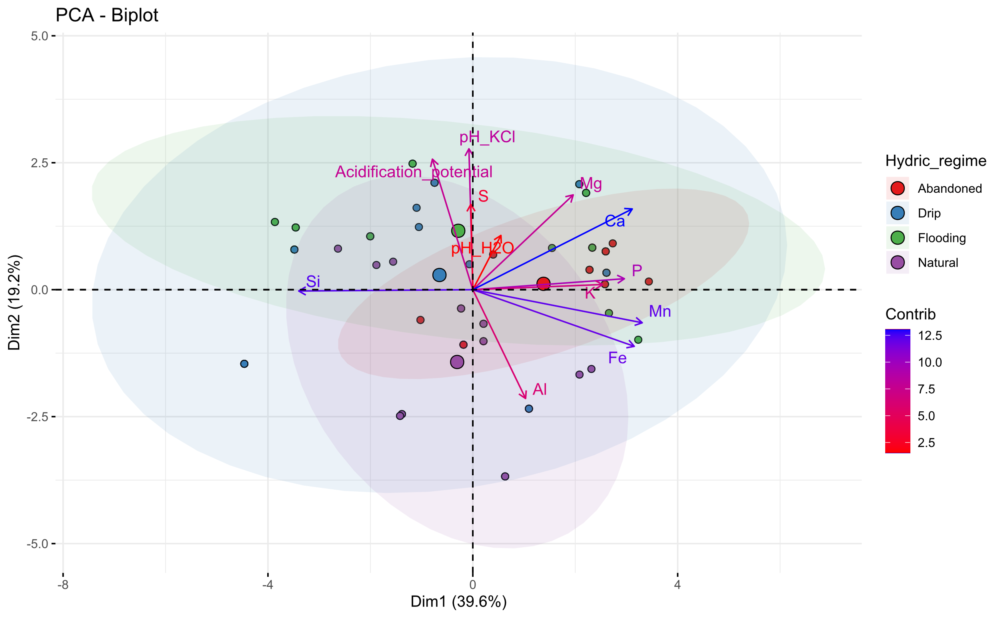 PCA - Biplot
5.0
2.5
0.0
-2.5
-5.0
Dim2 (19.2%)
pH_KCl
Acidification_potential
Mg
S
Ca
pH_H2O
P
Si
K
Mn
Fe
Al
-8
-4
0
4
Dim1 (39.6%)
Hydric_regime
Abandoned
Drip
Flooding
Natural
Contrib
12.5
10.0
7.5
5.0
2.5